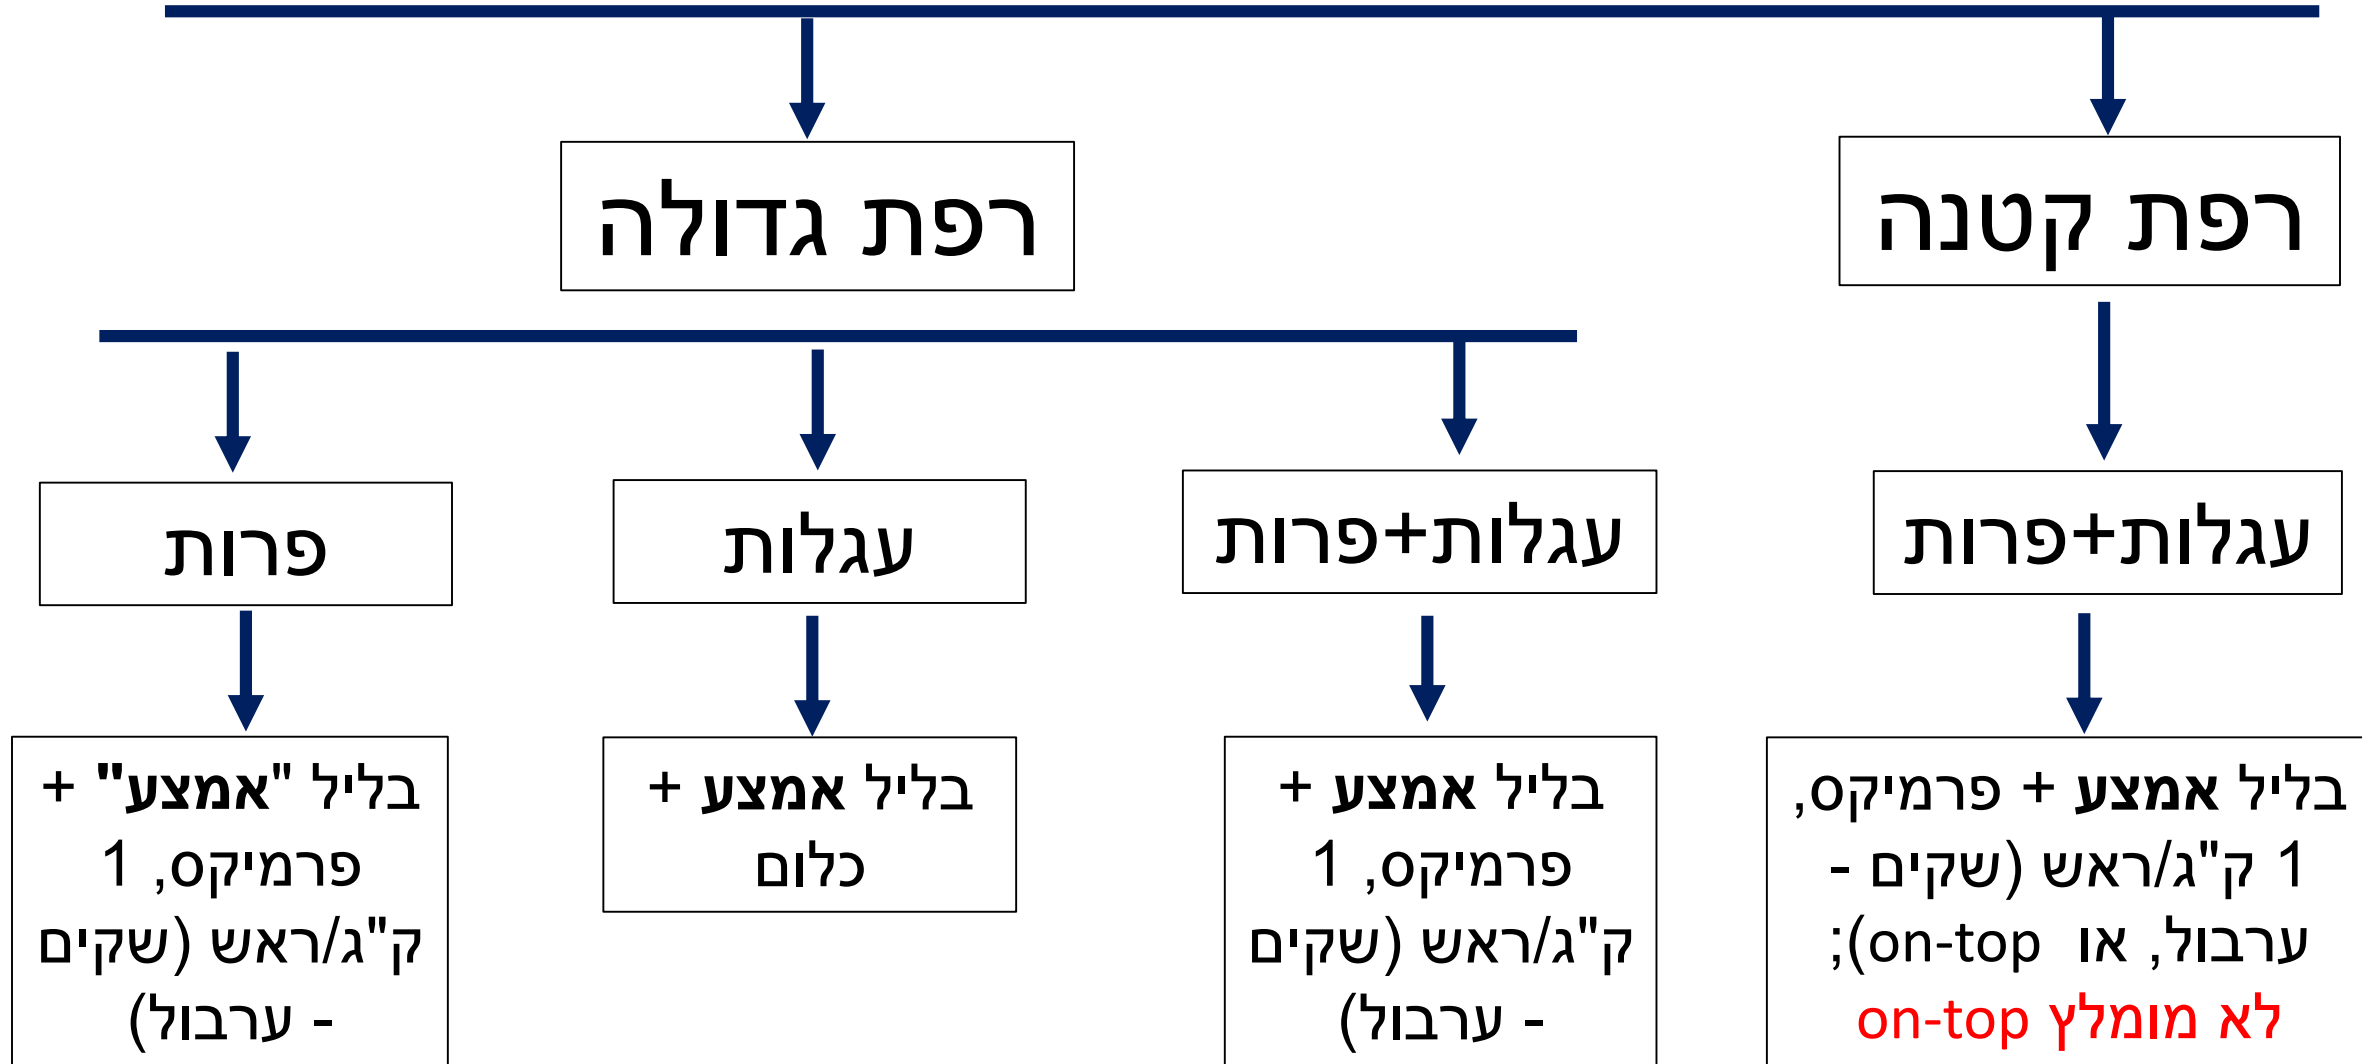 רפת קטנה
רפת גדולה
עגלות+פרות
עגלות+פרות
עגלות
פרות
בליל אמצע + פרמיקס,
1 ק"ג/ראש (שקים -
ערבול, או on-top);
לא מומלץ on-top
בליל אמצע +
פרמיקס, 1
ק"ג/ראש (שקים
- ערבול)
בליל אמצע +
כלום
בליל "אמצע" +
פרמיקס, 1
ק"ג/ראש (שקים
- ערבול)